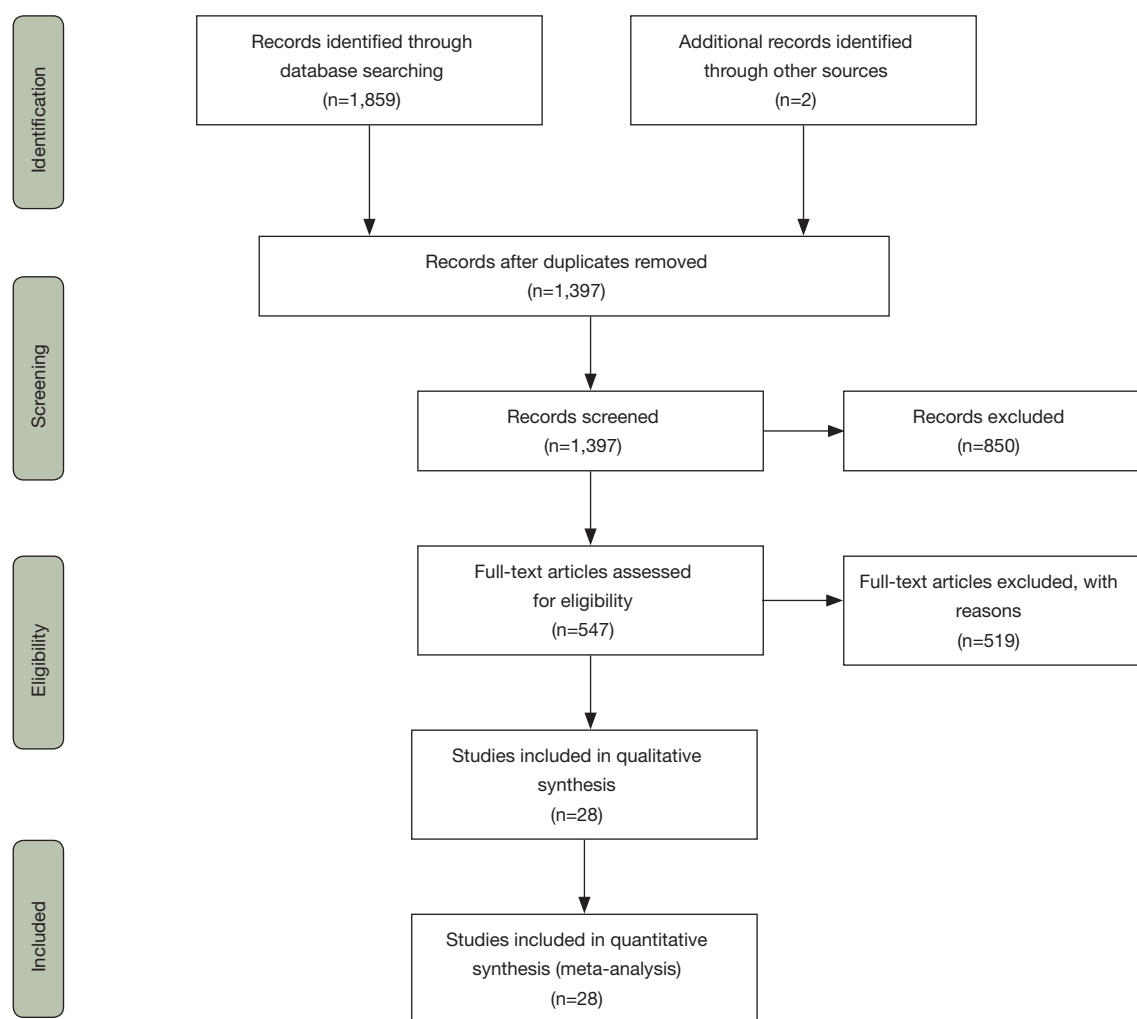 Identification
Records identified through
database searching
(n=1,859)
Additional records identified
through other sources
(n=2)
Records after duplicates removed
(n=1,397)
Screening
Records screened
(n=1,397)
Records excluded
(n=850)
Eligibility
Full-text articles assessed
for eligibility
(n=547)
Full-text articles excluded, with
reasons
(n=519)
Studies included in qualitative
synthesis
(n=28)
Included
Studies included in quantitative
synthesis (meta-analysis)
(n=28)